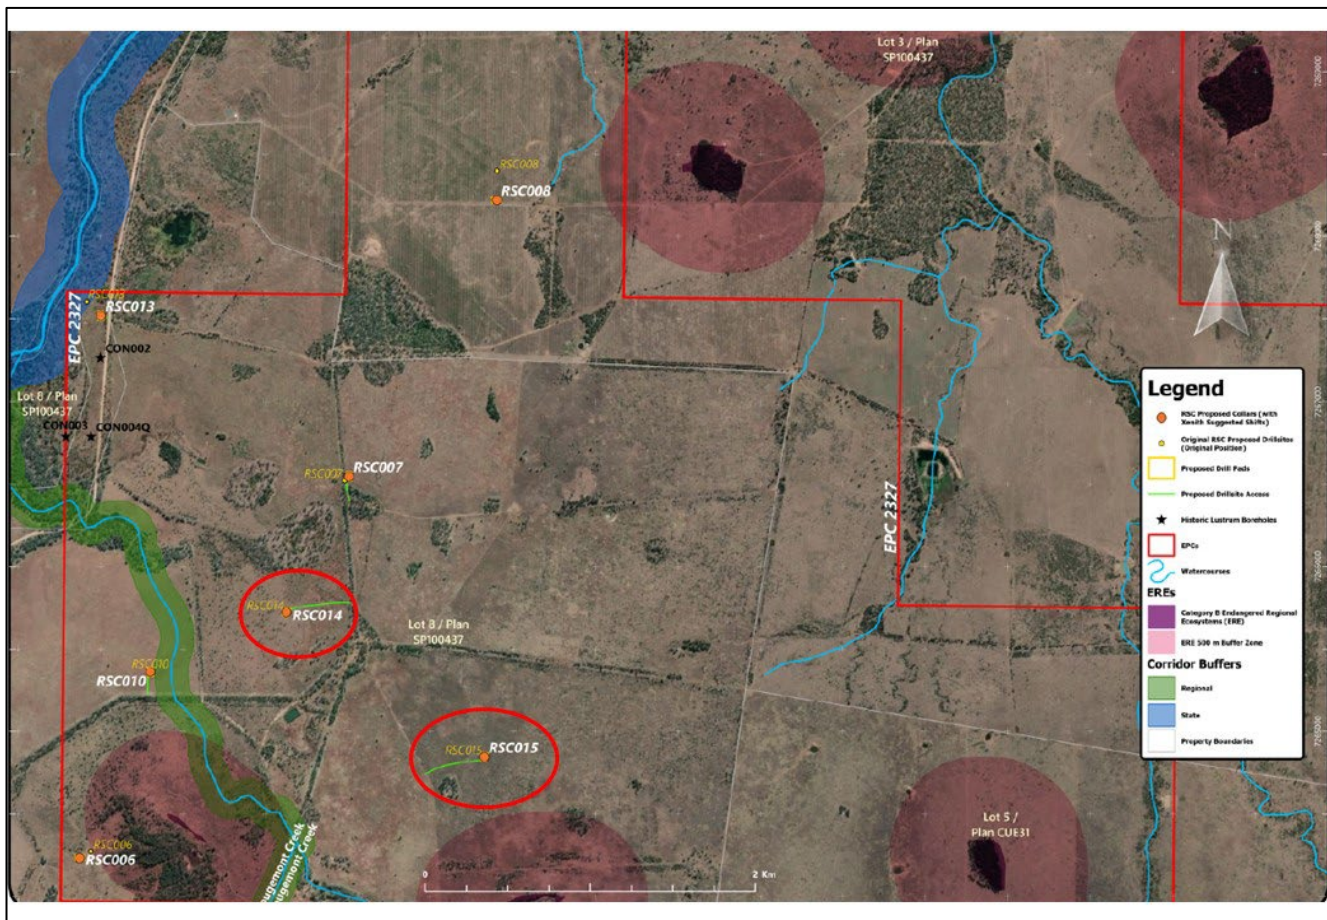 Lot 3 / Plan
SP100437
RSC008
RSC008
N
RSC013
EPC 2327
CON002
Lot 8 / Plan
SP100437
CON003
CON004Q
RSC007
RSC007
EPC 2327
RSC014
RSC014
Lot 8 / Plan
SP100437
RSC010
RSC010
RSC015
RSC015
RSC006
RSC006
Lot 5 /
Plan CUE31
0
2 Km
Legend
RSC Proposed Collars (with
Xenith Suggested Shifts)
Original RSC Proposed Drillsites
(Original Position)
Proposed Drill Pads
Proposed Drillsite Access
Historic Lustrum Boreholes
EPCs
Watercourses
EREs
Category B Endangered Regional
Ecosystems (ERE)
ERE 500 m Buffer Zone
Corridor Buffers
Regional
State
Property Boundaries
7267000
7266000
7265000